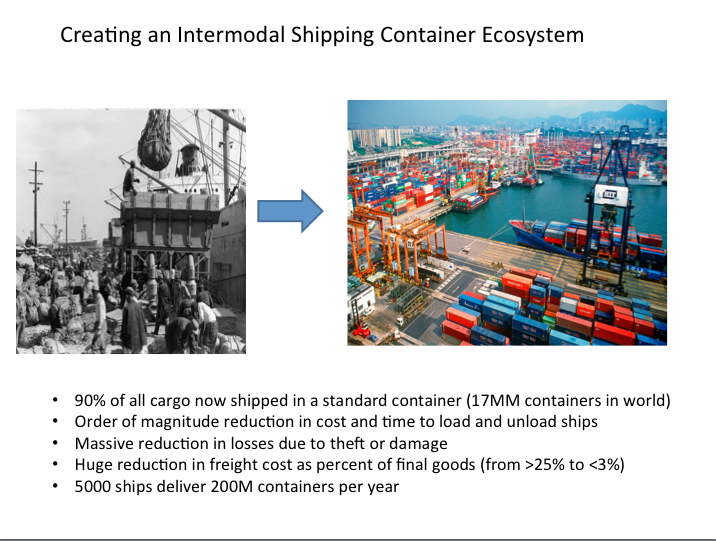 Creating an Intermodal Shipping Container Ecosystem
• 90% of all cargo now shipped in a standard container (17MM containers in world)
• Order of magnitude reduction in cost and time to load and unload ships
• Massive reduction in losses due to theft or damage
• Huge reduction in freight cost as percent of final goods (from >25% to <3%)
• 5000 ships deliver 200M containers per year